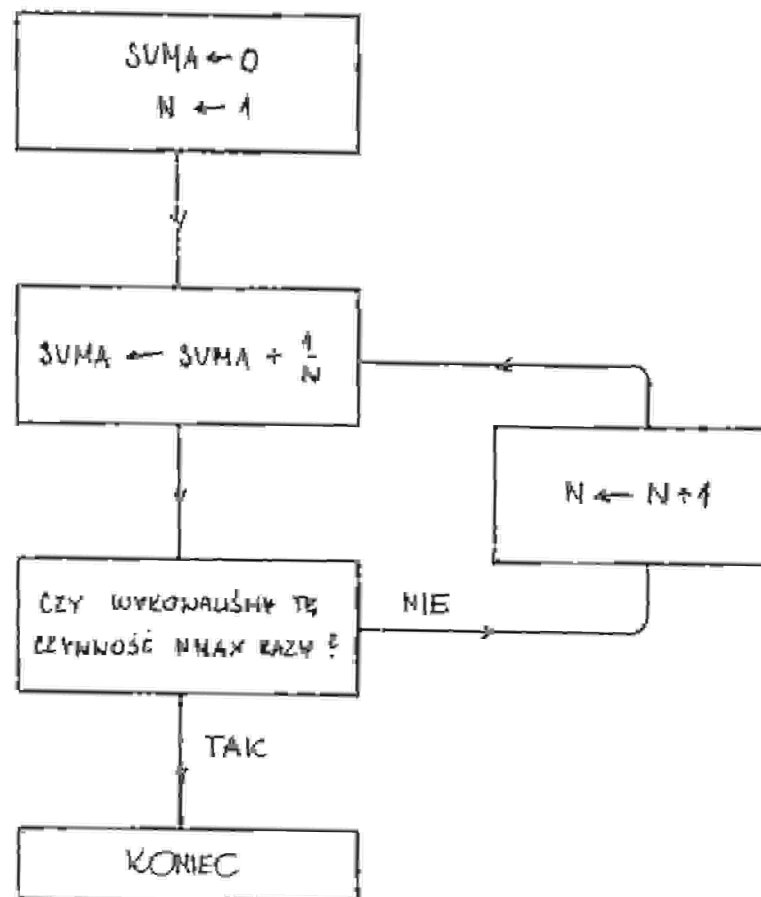 SUMA ← 0
N ← 1
SUMA ← SUMA + 1/N
N ← N + 1
CZY WYKONALIŚMY TĘ
CZYNNOŚĆ NMAX RAZY ?
NIE
TAK
KONIEC